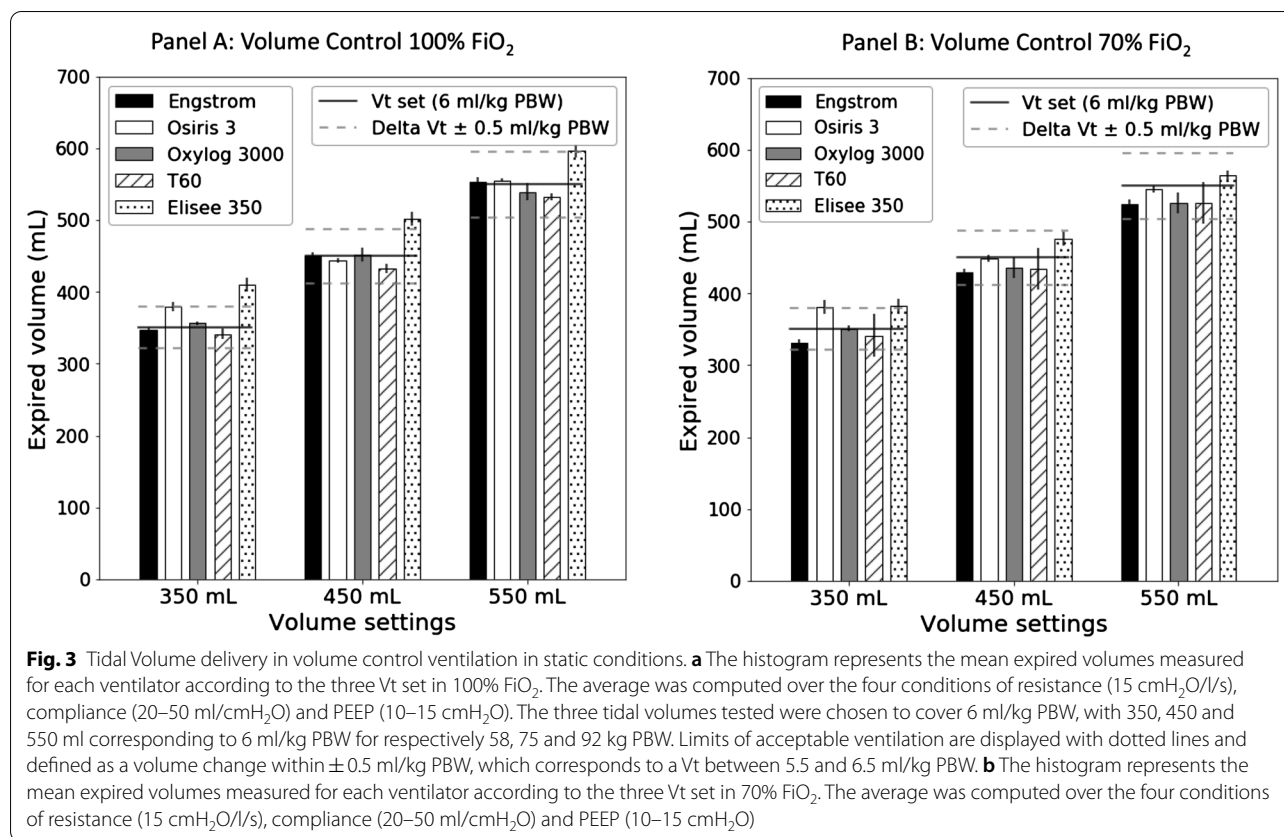 Panel A: Volume Control 100% FiO₂
700
600
500
400
300
200
100
0
Expired volume (mL)
Engstrom
Osiris 3
Oxylog 3000
T60
Elisee 350
Vt set (6 ml/kg PBW)
Delta Vt ± 0.5 ml/kg PBW
350 mL
450 mL
550 mL
Volume settings
Panel B: Volume Control 70% FiO₂
700
600
500
400
300
200
100
0
Expired volume (mL)
Engstrom
Osiris 3
Oxylog 3000
T60
Elisee 350
Vt set (6 ml/kg PBW)
Delta Vt ± 0.5 ml/kg PBW
350 mL
450 mL
550 mL
Volume settings
Fig. 3 Tidal Volume delivery in volume control ventilation in static conditions. a The histogram represents the mean expired volumes measured
for each ventilator according to the three Vt set in 100% FiO₂. The average was computed over the four conditions of resistance (15 cmH₂O/l/s),
compliance (20–50 ml/cmH₂O) and PEEP (10–15 cmH₂O). The three tidal volumes tested were chosen to cover 6 ml/kg PBW, with 350, 450 and
550 ml corresponding to 6 ml/kg PBW for respectively 58, 75 and 92 kg PBW. Limits of acceptable ventilation are displayed with dotted lines and
defined as a volume change within ± 0.5 ml/kg PBW, which corresponds to a Vt between 5.5 and 6.5 ml/kg PBW. b The histogram represents the
mean expired volumes measured for each ventilator according to the three Vt set in 70% FiO₂. The average was computed over the four conditions
of resistance (15 cmH₂O/l/s), compliance (20–50 ml/cmH₂O) and PEEP (10–15 cmH₂O)